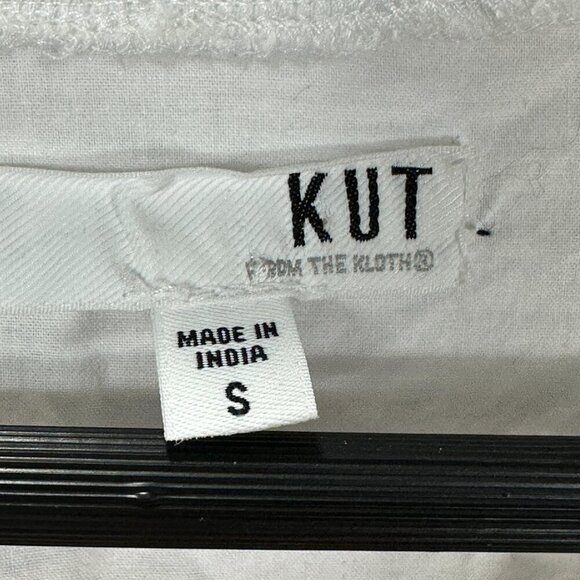 KUT
FROM THE KLOTH®
MADE IN
INDIA
S